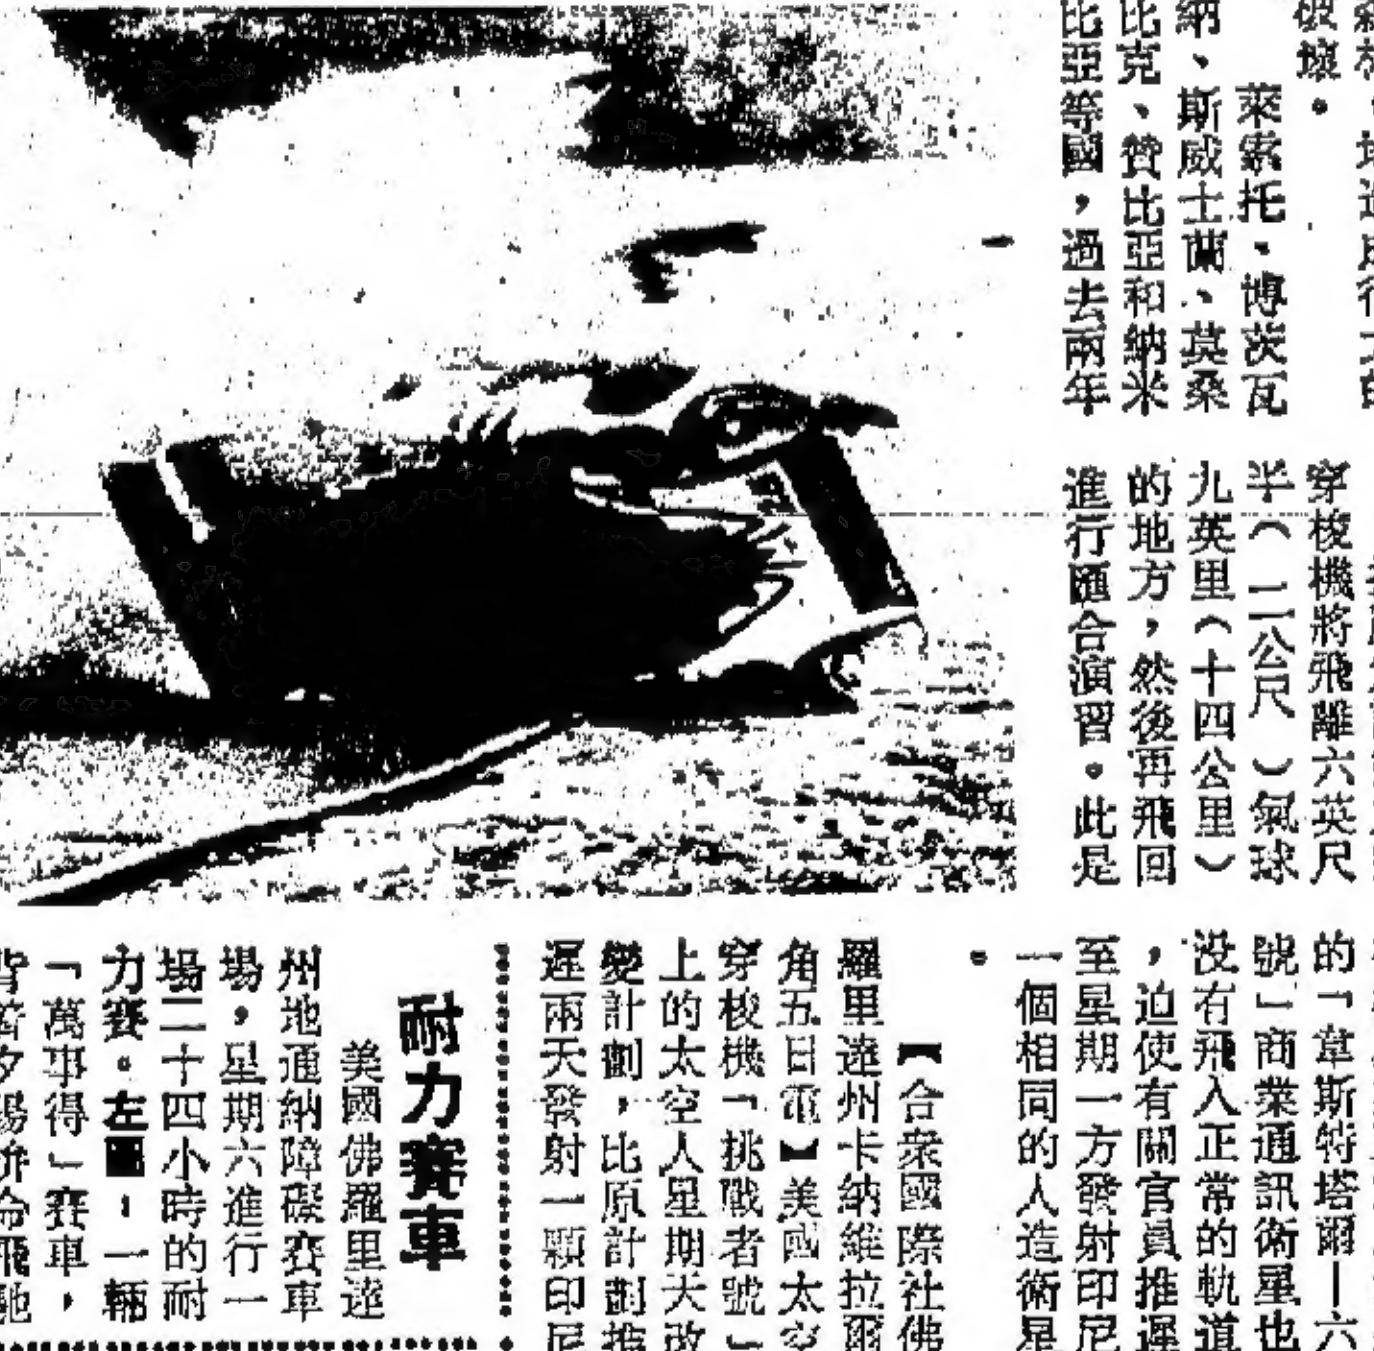 破壞。
萊索托、博茨瓦
納、斯威士蘭、莫桑
比克、贊比亞和納米
比亞等國，過去兩年
穿梭機將飛離六英尺
半（二公尺）氣球
九英里（十四公里）
的地方，然後再飛回
進行匯合演習。此是
的「韋斯特塔爾—六
號」商業通訊衛星也
没有飛入正常的軌道
，迫使有關官員推遲
至星期一方發射印尼
一個相同的人造衛星
。
【合衆國際社佛
羅里達州卡納維拉爾
角五日電】美國太空
穿梭機「挑戰者號」
上的太空人星期天改
變計劃，比原計劃推
遲兩天發射一顆印尼
耐力賽車
美國佛羅里達
州地通納障礙賽車
場，星期六進行一
場二十四小時的耐
力賽。左圖：一輛
「萬事得」賽車，
背着夕陽拚命飛馳